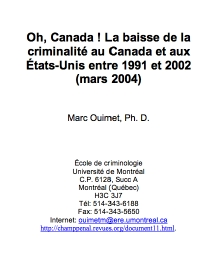 Oh, Canada ! La baisse de la
criminalité au Canada et aux
États-Unis entre 1991 et 2002
(mars 2004)
Marc Ouimet, Ph. D.
École de criminologie
Université de Montréal
C.P. 6128, Succ A
Montréal (Québec)
H3C 3J7
Tél: 514-343-6188
Fax: 514-343-5650
Internet: ouimetm@ere.umontreal.ca
http://champpenal.revues.org/document11.html.